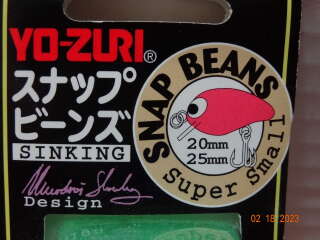 YO-ZURI®
スナップ
ビーンズ
SINKING
Design
SNAP BEANS
20mm
25mm
Super Small
02 18 2023